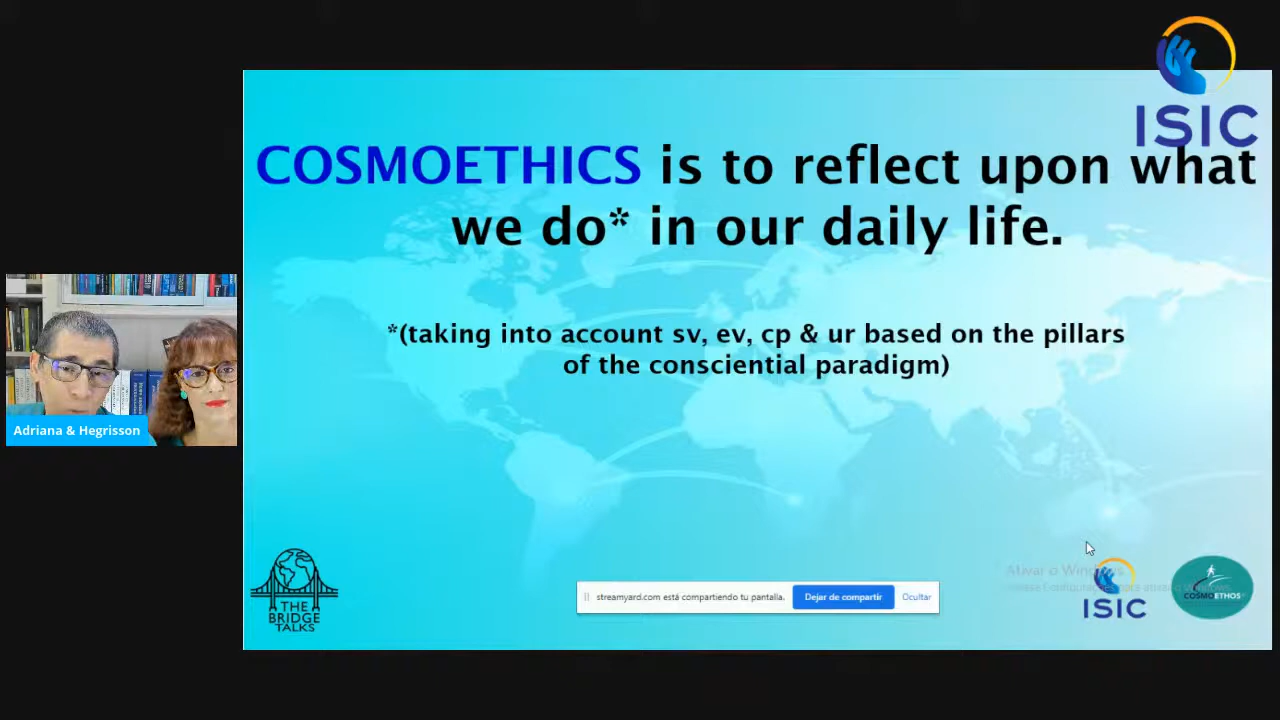 ISIC
COSMOETHICS is to reflect upon what
we do* in our daily life.
*(taking into account sv, ev, cp & ur based on the pillars
of the consciential paradigm)
Adriana & Hegrisson
THE
BRIDGE
TALKS
streamyard.com está compartiendo tu pantalla.
Dejar de compartir
Ocultar
Ativar o Windows
ISIC
COSMOETHOS